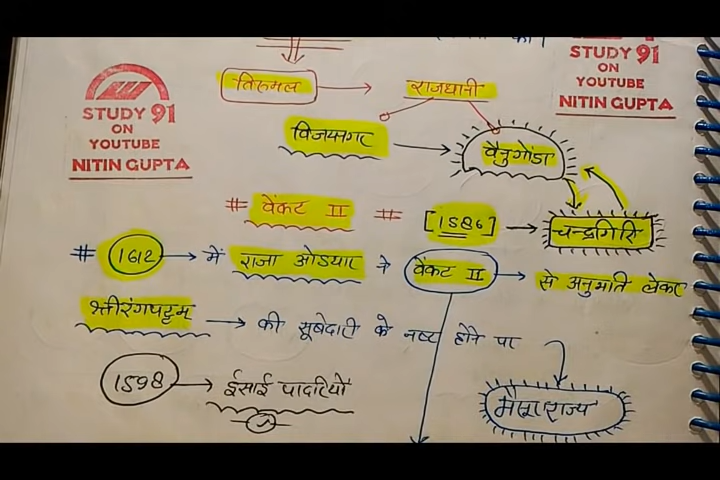 STUDY 91
ON
YOUTUBE
NITIN GUPTA
STUDY 91
ON
YOUTUBE
NITIN GUPTA
तिरुमल → राजधानी
विजयनगर → वेनुगोंडा
# वेंकट II # [1586] → चन्द्रगिरि
# 1612 → में राजा ओडयार ने वेंकट II → से अनुमति लेकर
श्रीरंगपट्टम → की सूबेदारी के नष्ट होने पर
मैसूर राज्य
1598 → ईसाई पादरियों